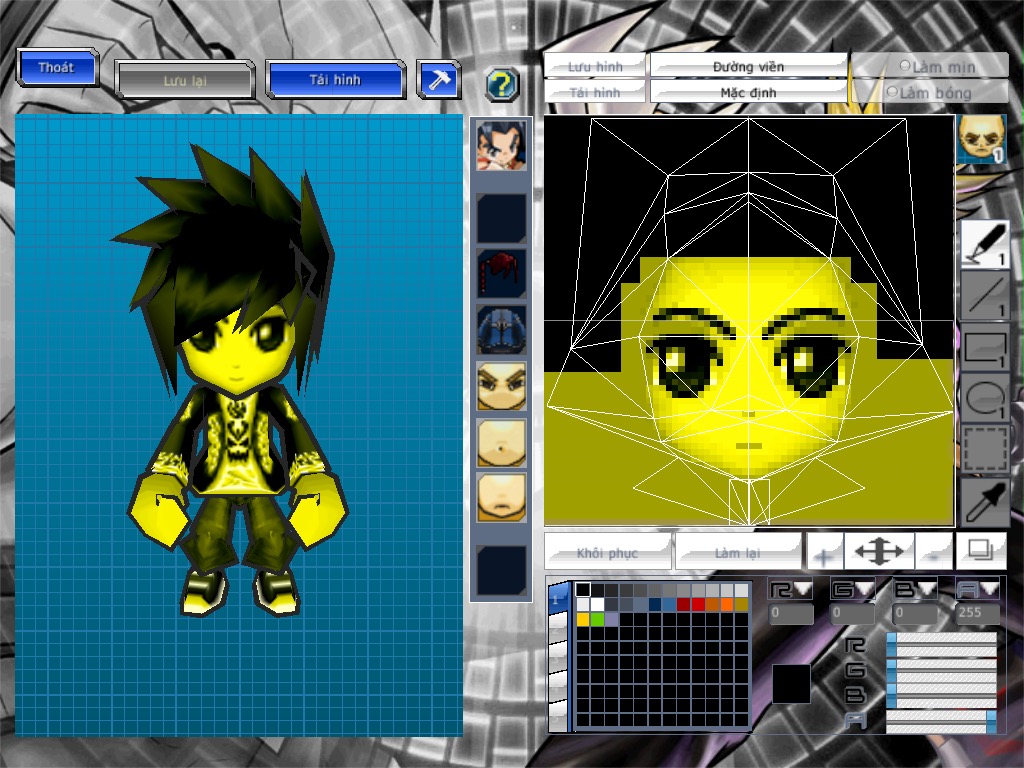 Thoát
Lưu lại
Tải hình
?
Lưu hình
Đường viền
Làm mịn
Tải hình
Mặc định
Làm bóng
1
1
1
1
1
Khôi phục
Làm lại
+
-
1
R G B A
0 0 0 255
R
G
B
A